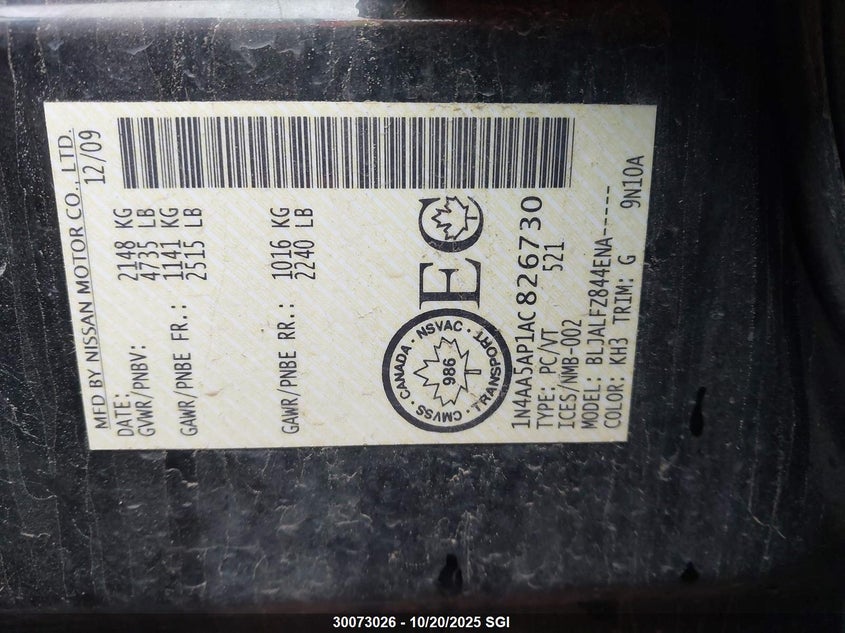 MFD BY NISSAN MOTOR CO., LTD.
DATE: 12/09
GVWR/PNBV: 2148 KG
4735 LB
GAWR/PNBE FR.: 1141 KG
2515 LB
GAWR/PNBE RR.: 1016 KG
2240 LB
CANADA · NSVAC · TRANSPORT · CMVSS ·
986
EC
1N4AA5AP1AC826730
TYPE: PC/VT 521
ICES/NMB-002
MODEL: BLJALFZ844ENA-----
COLOR: KH3 TRIM: G 9N10A
30073026 - 10/20/2025 SGI